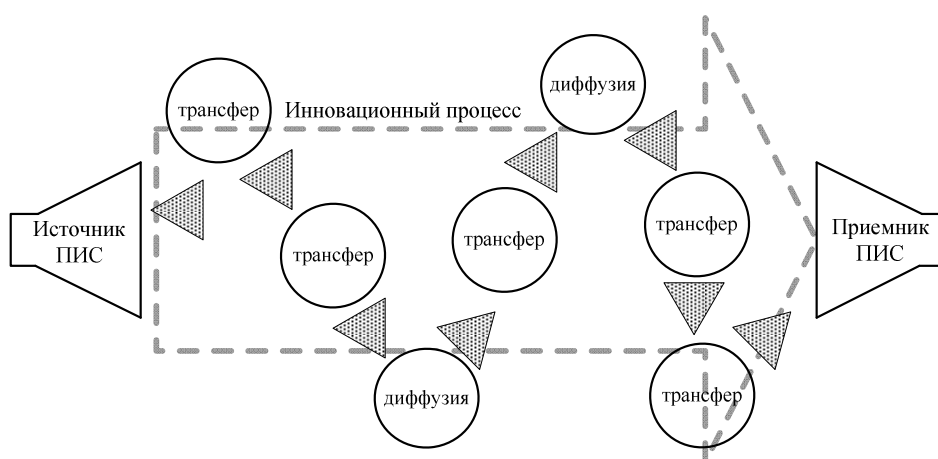 диффузия
трансфер
Инновационный процесс
Источник
ПИС
трансфер
трансфер
трансфер
Приемник
ПИС
диффузия
трансфер